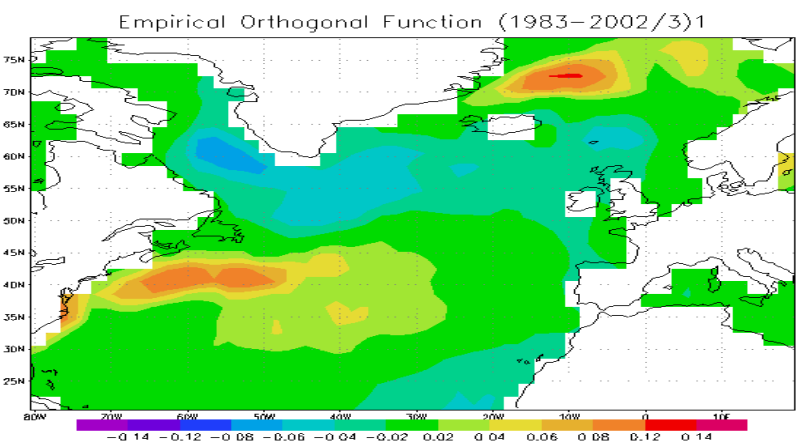 Empirical Orthogonal Function (1983-2002/3)1
75N
70N
65N
60N
55N
50N
45N
40N
35N
30N
25N
80W 70W 60W 50W 40W 30W 20W 10W 0 10E
-0.14 -0.12 -0.08 -0.06 -0.04 -0.02 0.02 0.04 0.06 0.08 0.12 0.14